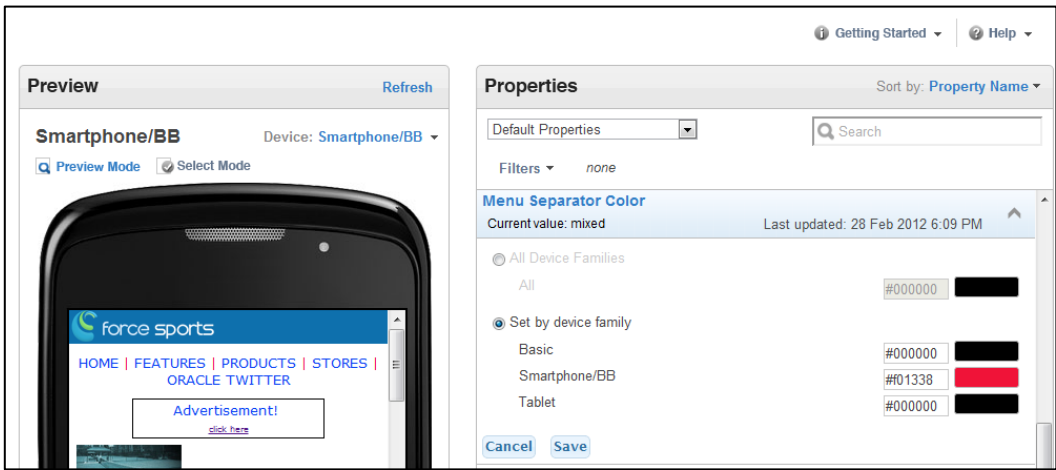 Getting Started Help
Preview Refresh
Smartphone/BB Device: Smartphone/BB
Preview Mode Select Mode
force sports
HOME | FEATURES | PRODUCTS | STORES |
ORACLE TWITTER
Advertisement!
click here
Properties Sort by: Property Name
Default Properties Search
Filters none
Menu Separator Color
Current value: mixed Last updated: 28 Feb 2012 6:09 PM
All Device Families
All #000000
Set by device family
Basic #000000
Smartphone/BB #f01338
Tablet #000000
Cancel Save